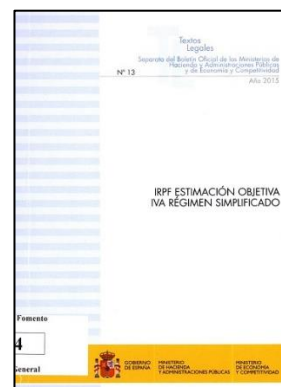 Textos
Legales
Separata del Boletín Oficial de los Ministerios de
Hacienda y Administraciones Públicas
y de Economía y Competitividad
Nº 13
Año 2015
IRPF ESTIMACIÓN OBJETIVA
IVA RÉGIMEN SIMPLIFICADO
Fomento
4
General
GOBIERNO
DE ESPAÑA
MINISTERIO
DE HACIENDA
Y ADMINISTRACIONES PÚBLICAS
MINISTERIO
DE ECONOMÍA
Y COMPETITIVIDAD